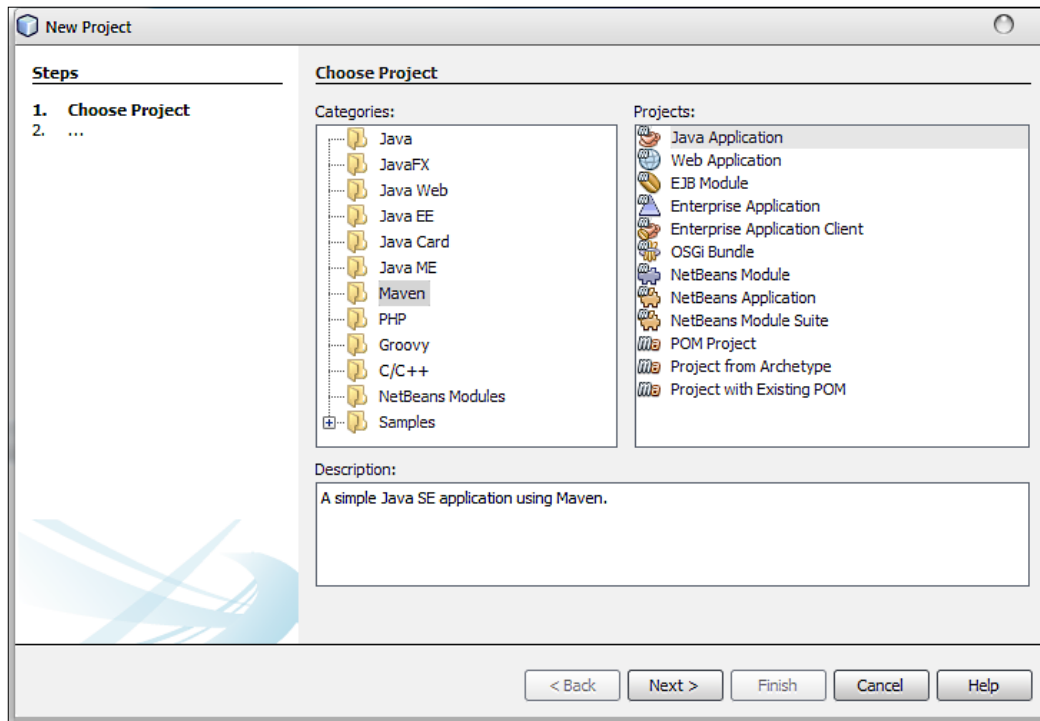 New Project
Steps
1. Choose Project
2. ...
Choose Project
Categories:
Java
JavaFX
Java Web
Java EE
Java Card
Java ME
Maven
PHP
Groovy
C/C++
NetBeans Modules
Samples
Projects:
Java Application
Web Application
EJB Module
Enterprise Application
Enterprise Application Client
OSGi Bundle
NetBeans Module
NetBeans Application
NetBeans Module Suite
POM Project
Project from Archetype
Project with Existing POM
Description:
A simple Java SE application using Maven.
< Back Next > Finish Cancel Help